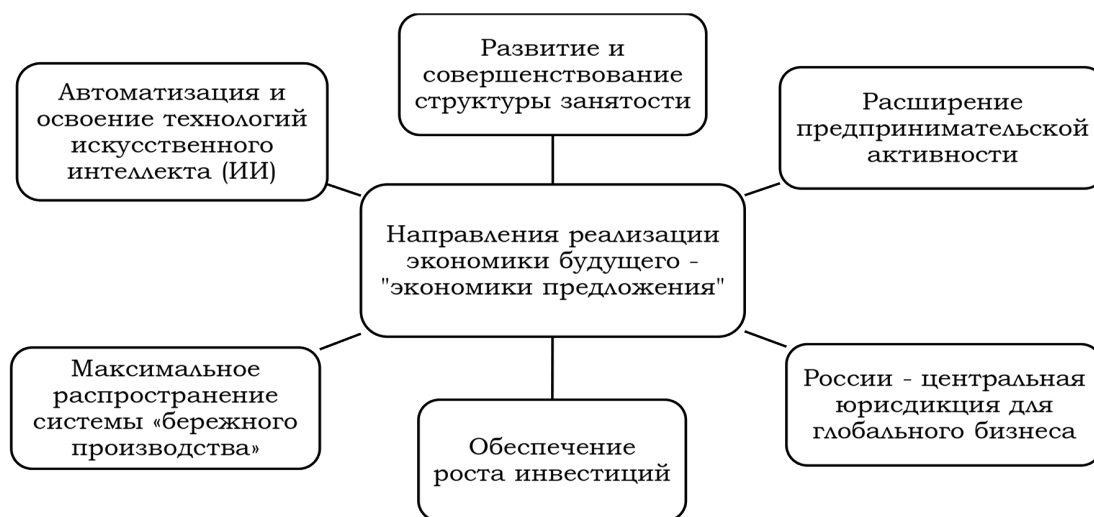 Развитие и
совершенствование
структуры занятости
Автоматизация и
освоение технологий
искусственного
интеллекта (ИИ)
Расширение
предпринимательской
активности
Направления реализации
экономики будущего -
"экономики предложения"
Максимальное
распространение
системы «бережного
производства»
Обеспечение
роста инвестиций
России - центральная
юрисдикция для
глобального бизнеса